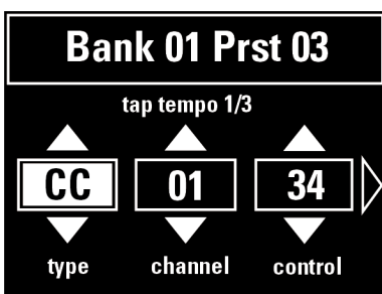 Bank 01 Prst 03
tap tempo 1/3
CC 01 34
type channel control